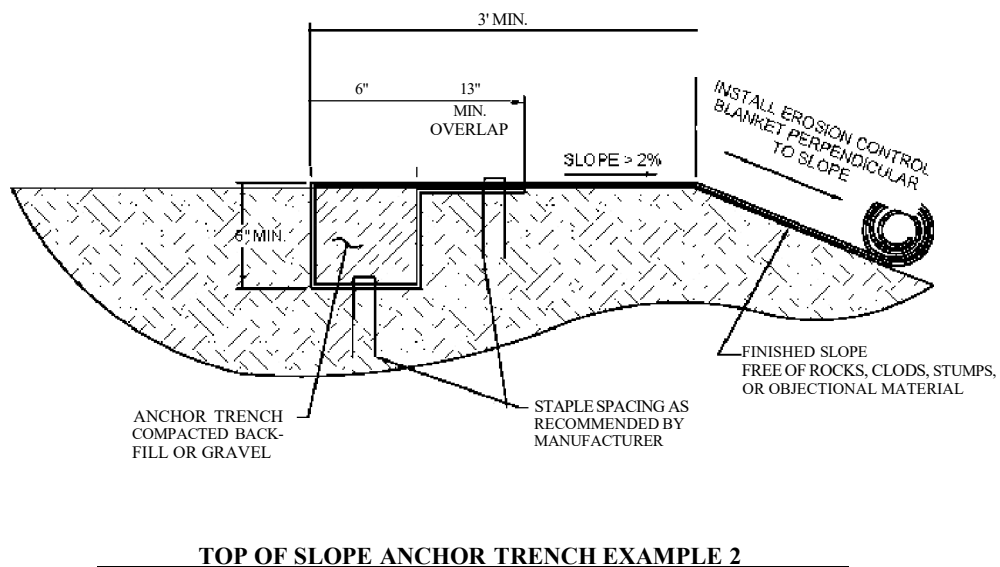 3' MIN.
6"
13"
MIN.
OVERLAP
SLOPE > 2%
INSTALL EROSION CONTROL
BLANKET PERPENDICULAR
TO SLOPE
6" MIN.
FINISHED SLOPE
FREE OF ROCKS, CLODS, STUMPS,
OR OBJECTIONAL MATERIAL
ANCHOR TRENCH
COMPACTED BACK-
FILL OR GRAVEL
STAPLE SPACING AS
RECOMMENDED BY
MANUFACTURER
TOP OF SLOPE ANCHOR TRENCH EXAMPLE 2